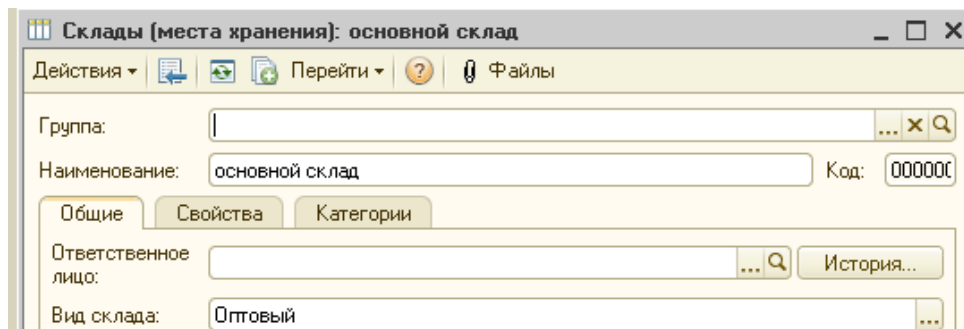 Склады (места хранения): основной склад
Действия Перейти Файлы
Группа:
Наименование: основной склад Код: 000000
Общие Свойства Категории
Ответственное
лицо: История...
Вид склада: Оптовый